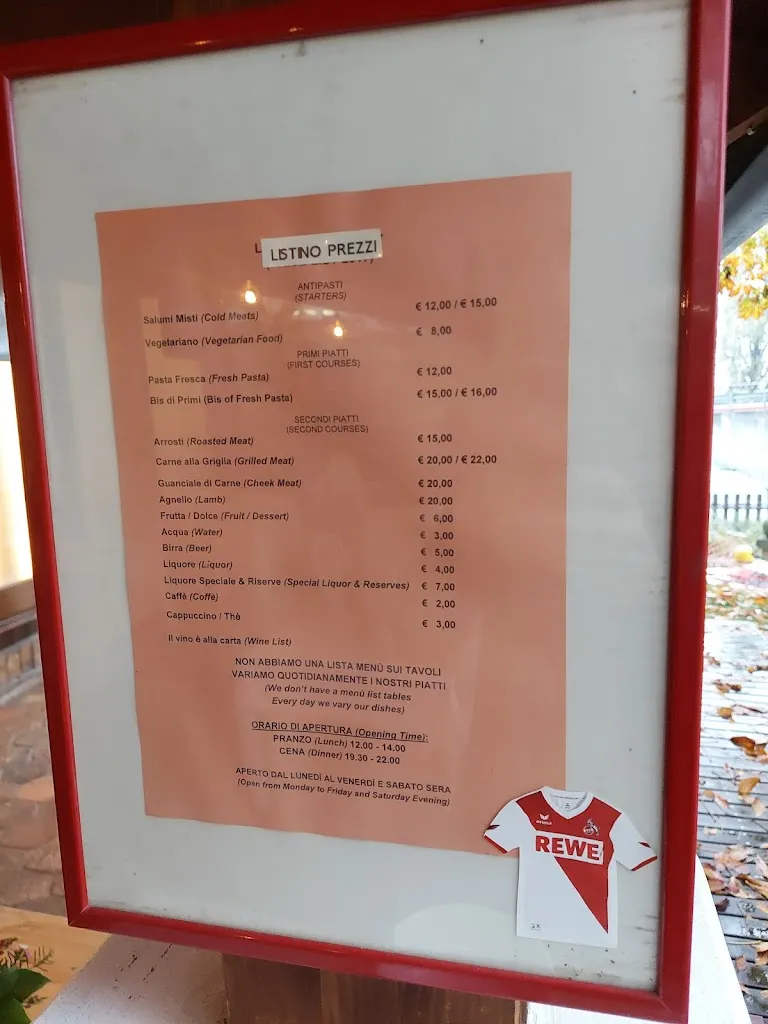 LISTINO PREZZI
ANTIPASTI
(STARTERS)
Salumi Misti (Cold Meats) € 12,00 / € 15,00
Vegetariano (Vegetarian Food) € 8,00
PRIMI PIATTI
(FIRST COURSES)
Pasta Fresca (Fresh Pasta) € 12,00
Bis di Primi (Bis of Fresh Pasta) € 15,00 / € 16,00
SECONDI PIATTI
(SECOND COURSES)
Arrosti (Roasted Meat) € 15,00
Carne alla Griglia (Grilled Meat) € 20,00 / € 22,00
Guanciale di Carne (Cheek Meat) € 20,00
Agnello (Lamb) € 20,00
Frutta / Dolce (Fruit / Dessert) € 6,00
Acqua (Water) € 3,00
Birra (Beer) € 5,00
Liquore (Liquor) € 4,00
Liquore Speciale & Riserve (Special Liquor & Reserves) € 7,00
Caffè (Coffè) € 2,00
Cappuccino / Thè € 3,00
Il vino è alla carta (Wine List)
NON ABBIAMO UNA LISTA MENÙ SUI TAVOLI
VARIAMO QUOTIDIANAMENTE I NOSTRI PIATTI
(We don't have a menù list tables
Every day we vary our dishes)
ORARIO DI APERTURA (Opening Time):
PRANZO (Lunch) 12.00 - 14.00
CENA (Dinner) 19.30 - 22.00
APERTO DAL LUNEDÌ AL VENERDÌ E SABATO SERA
(Open from Monday to Friday and Saturday Evening)
REWE